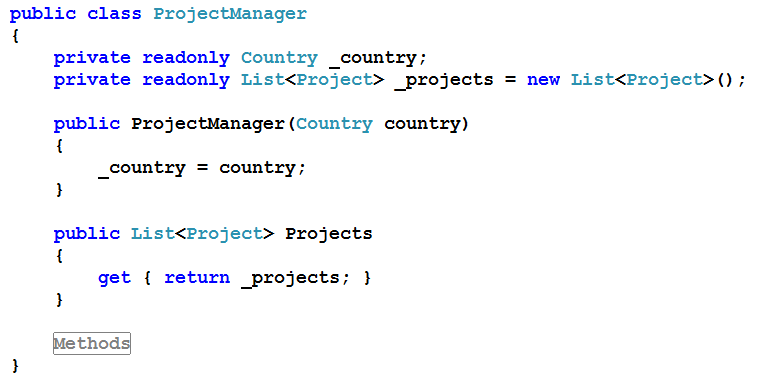 public class ProjectManager
{
    private readonly Country _country;
    private readonly List<Project> _projects = new List<Project>();

    public ProjectManager(Country country)
    {
        _country = country;
    }

    public List<Project> Projects
    {
        get { return _projects; }
    }

    Methods
}